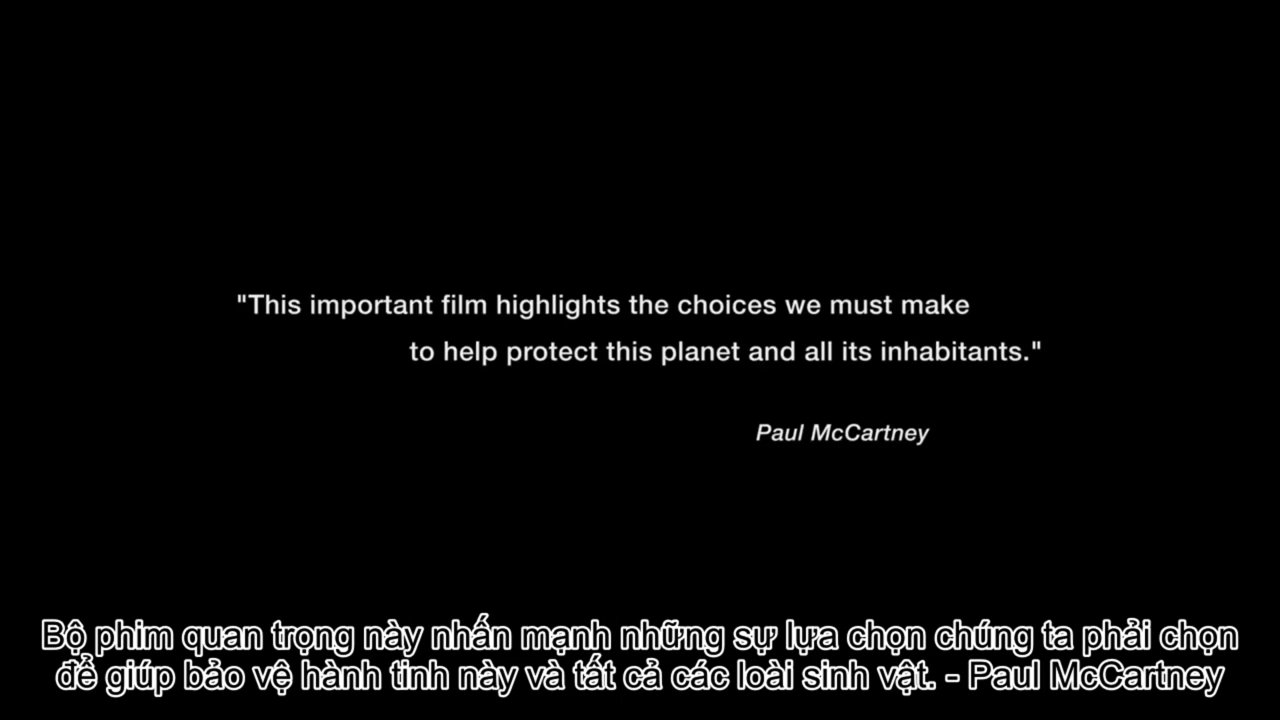 "This important film highlights the choices we must make
to help protect this planet and all its inhabitants."
Paul McCartney
Bộ phim quan trọng này nhấn mạnh những sự lựa chọn chúng ta phải chọn
để giúp bảo vệ hành tinh này và tất cả các loài sinh vật. - Paul McCartney